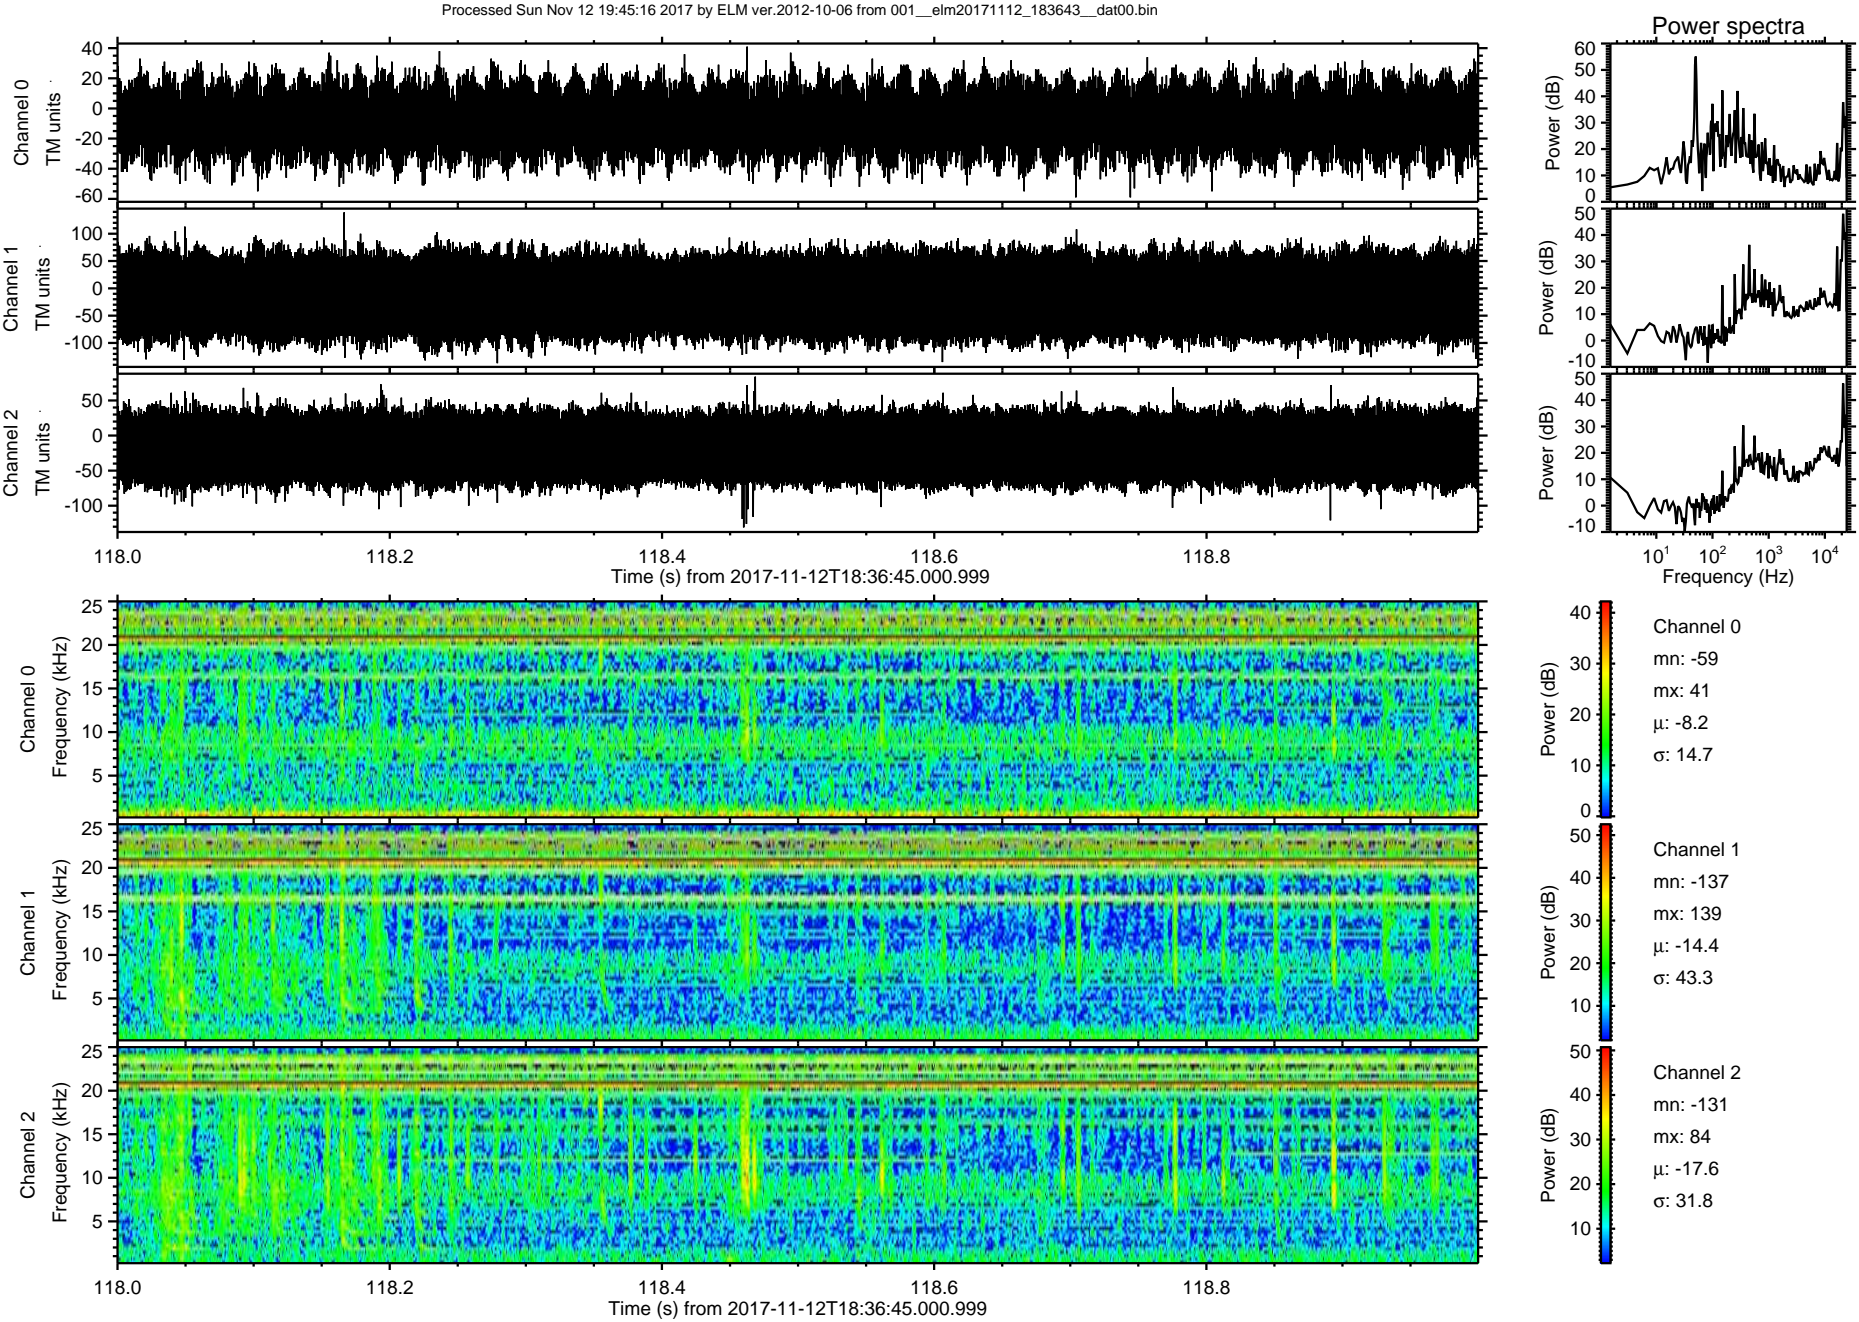 Processed Sun Nov 12 19:45:16 2017 by ELM ver.2012-10-06 from 001__elm20171112_183643__dat00.bin
Power spectra
Channel 0
TM units
40
20
0
-20
-40
-60
Power (dB)
60
50
40
30
20
10
0
Channel 1
TM units
100
50
0
-50
-100
Power (dB)
50
40
30
20
10
0
-10
Channel 2
TM units
50
0
-50
-100
Power (dB)
50
40
30
20
10
0
-10
118.0 118.2 118.4 118.6 118.8
Time (s) from 2017-11-12T18:36:45.000.999
10^1 10^2 10^3 10^4
Frequency (Hz)
Channel 0
Frequency (kHz)
25
20
15
10
5
Power (dB)
40
30
20
10
0
Channel 0
mn: -59
mx: 41
μ: -8.2
σ: 14.7
Channel 1
Frequency (kHz)
25
20
15
10
5
Power (dB)
50
40
30
20
10
Channel 1
mn: -137
mx: 139
μ: -14.4
σ: 43.3
Channel 2
Frequency (kHz)
25
20
15
10
5
Power (dB)
50
40
30
20
10
Channel 2
mn: -131
mx: 84
μ: -17.6
σ: 31.8
118.0 118.2 118.4 118.6 118.8
Time (s) from 2017-11-12T18:36:45.000.999